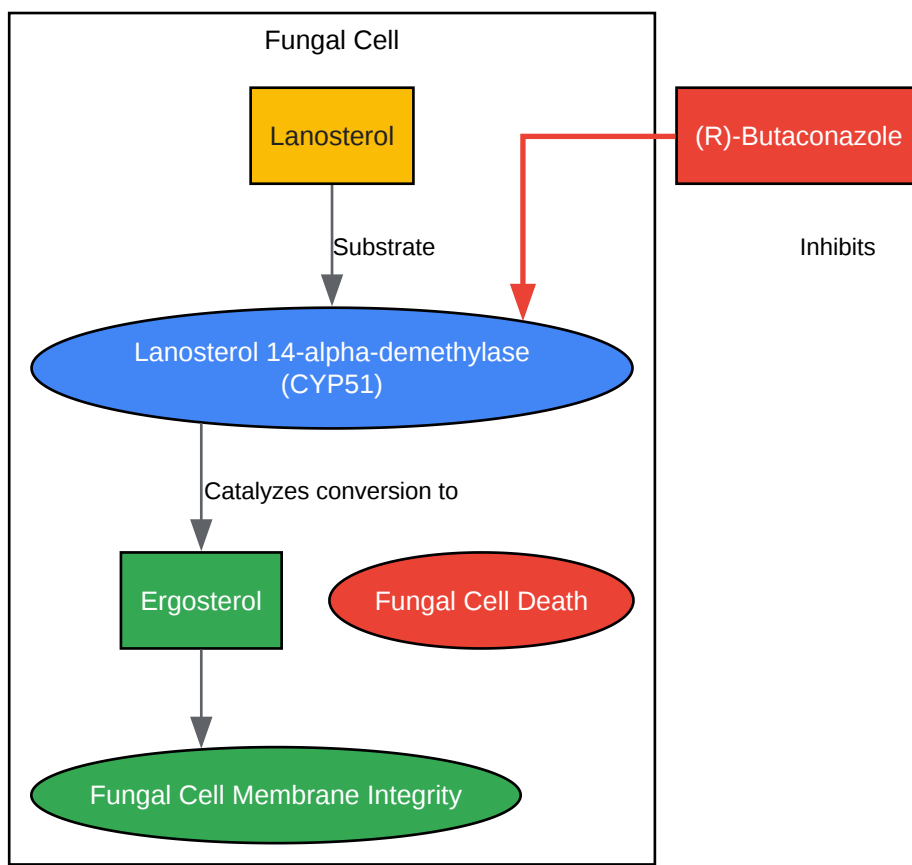 Fungal Cell
Lanosterol
(R)-Butaconazole
Substrate
Inhibits
Lanosterol 14-alpha-demethylase
(CYP51)
Catalyzes conversion to
Ergosterol
Fungal Cell Death
Fungal Cell Membrane Integrity